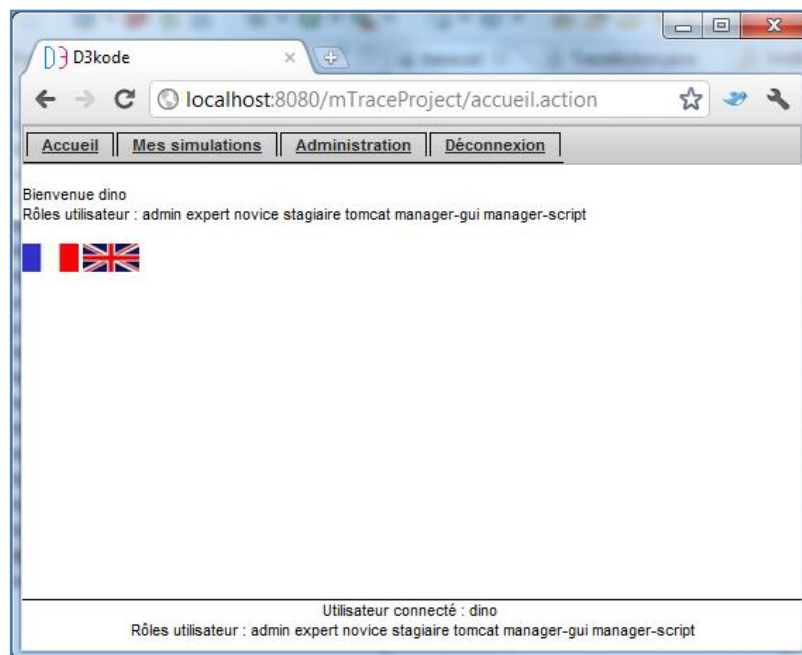 D3kode
localhost:8080/mTraceProject/accueil.action
Accueil Mes simulations Administration Déconnexion
Bienvenue dino
Rôles utilisateur : admin expert novice stagiaire tomcat manager-gui manager-script
Utilisateur connecté : dino
Rôles utilisateur : admin expert novice stagiaire tomcat manager-gui manager-script